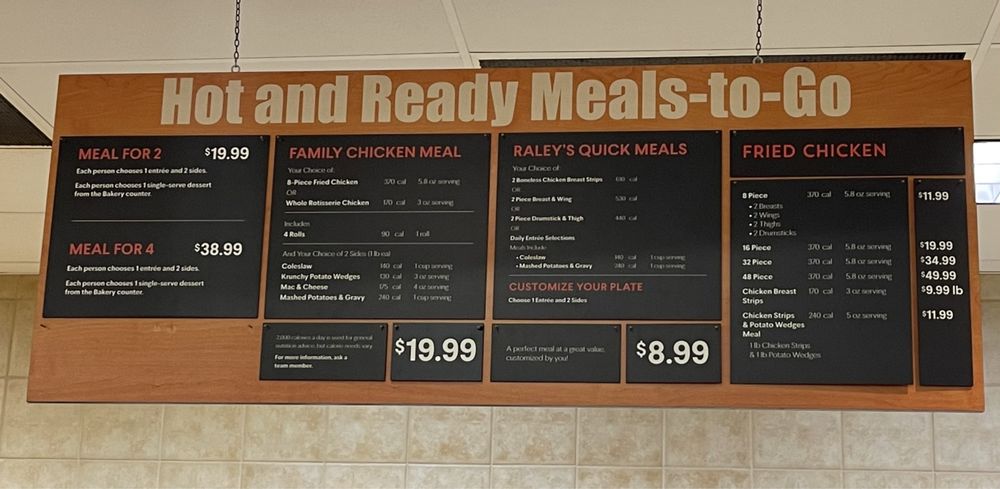 Hot and Ready Meals-to-Go
MEAL FOR 2 $19.99
Each person chooses 1 entrée and 2 sides.
Each person chooses 1 single-serve dessert
from the Bakery counter.
MEAL FOR 4 $38.99
Each person chooses 1 entrée and 2 sides.
Each person chooses 1 single-serve dessert
from the Bakery counter.
FAMILY CHICKEN MEAL
Your Choice of:
8-Piece Fried Chicken 370 cal 5.8 oz serving
OR
Whole Rotisserie Chicken 170 cal 3 oz serving
Includes
4 Rolls 90 cal 1 roll
And Your Choice of 2 Sides (1 lb ea)
Coleslaw 140 cal 1 cup serving
Krunchy Potato Wedges 130 cal 3 oz serving
Mac & Cheese 175 cal 4 oz serving
Mashed Potatoes & Gravy 240 cal 1 cup serving
2,000 calories a day is used for general
nutrition advice, but calorie needs vary.
For more information, ask a
team member.
$19.99
RALEY'S QUICK MEALS
Your Choice of:
2 Boneless Chicken Breast Strips 610 cal
OR
2 Piece Breast & Wing 530 cal
OR
2 Piece Drumstick & Thigh 440 cal
OR
Daily Entrée Selections
Meals Include
• Coleslaw 140 cal 1 cup serving
• Mashed Potatoes & Gravy 240 cal 1 cup serving
CUSTOMIZE YOUR PLATE
Choose 1 Entrée and 2 Sides
A perfect meal at a great value,
customized by you!
$8.99
FRIED CHICKEN
8 Piece 370 cal 5.8 oz serving $11.99
• 2 Breasts
• 2 Wings
• 2 Thighs
• 2 Drumsticks
16 Piece 370 cal 5.8 oz serving $19.99
32 Piece 370 cal 5.8 oz serving $34.99
48 Piece 370 cal 5.8 oz serving $49.99
Chicken Breast 170 cal 3 oz serving $9.99 lb
Strips
Chicken Strips 240 cal 5 oz serving $11.99
& Potato Wedges
Meal
1 lb Chicken Strips
& 1 lb Potato Wedges